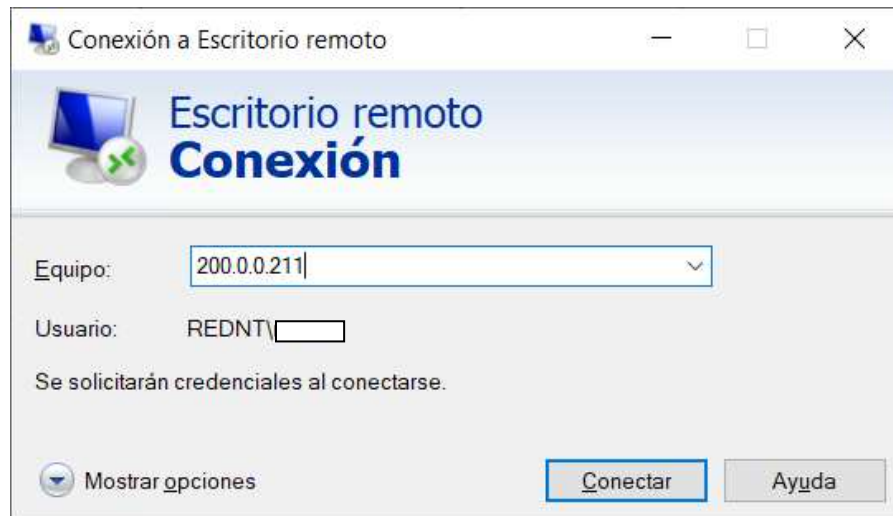 Conexión a Escritorio remoto
Escritorio remoto
Conexión
Equipo: 200.0.0.211
Usuario: REDNT\
Se solicitarán credenciales al conectarse.
Mostrar opciones Conectar Ayuda